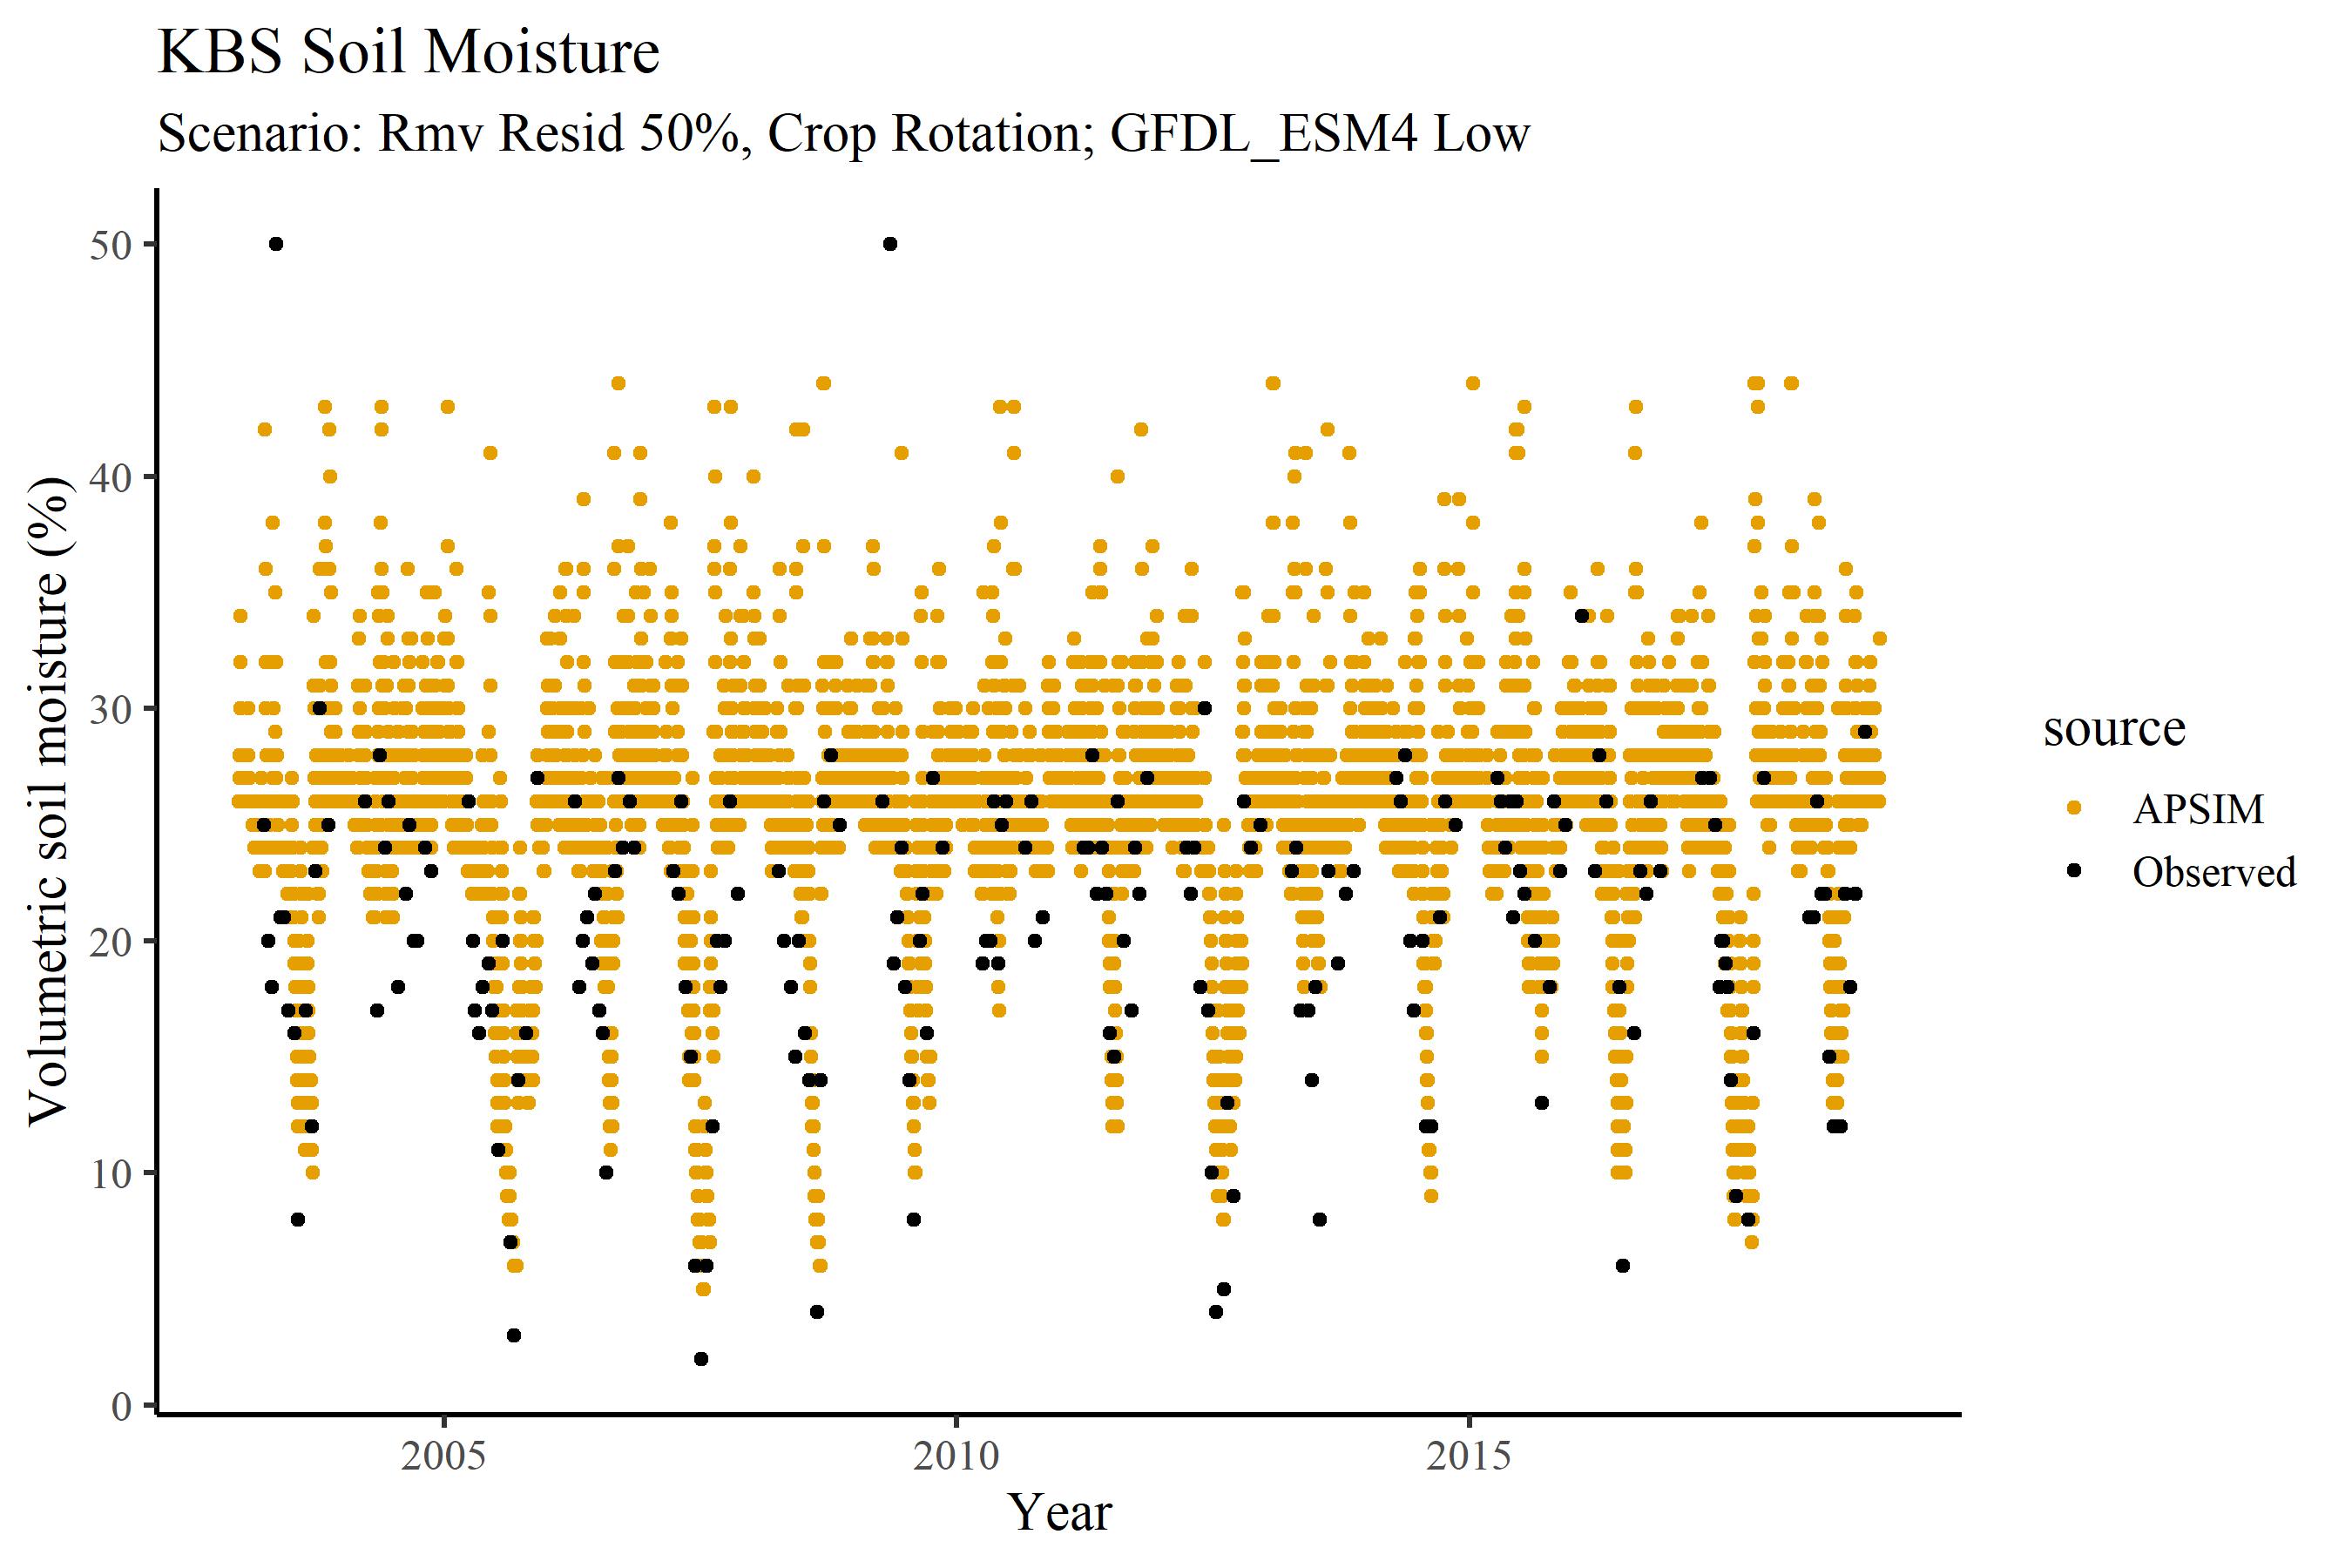 KBS Soil Moisture
Scenario: Rmv Resid 50%, Crop Rotation; GFDL_ESM4 Low
Volumetric soil moisture (%)
50
40
30
20
10
0
2005
2010
2015
Year
source
APSIM
Observed